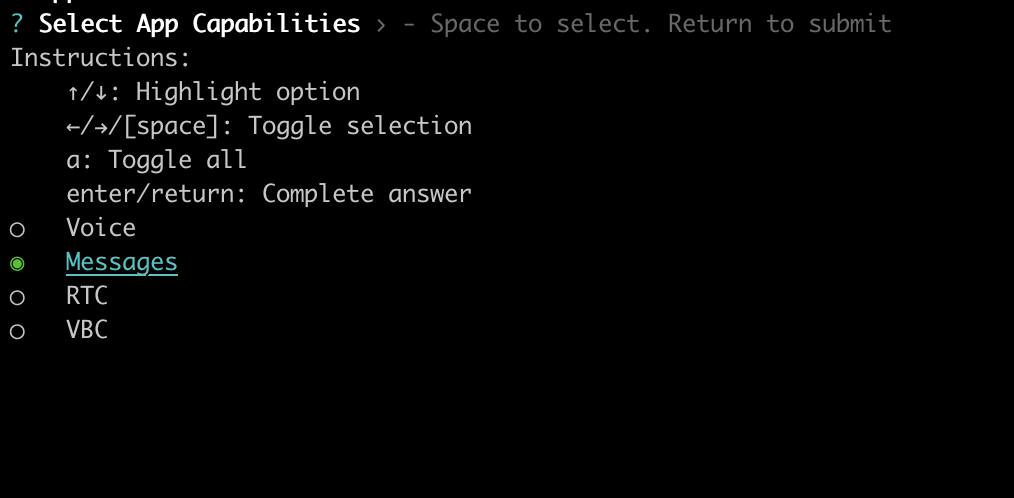 ? Select App Capabilities › - Space to select. Return to submit
Instructions:
    ↑/↓: Highlight option
    ←/→/[space]: Toggle selection
    a: Toggle all
    enter/return: Complete answer
◯   Voice
◉   Messages
◯   RTC
◯   VBC